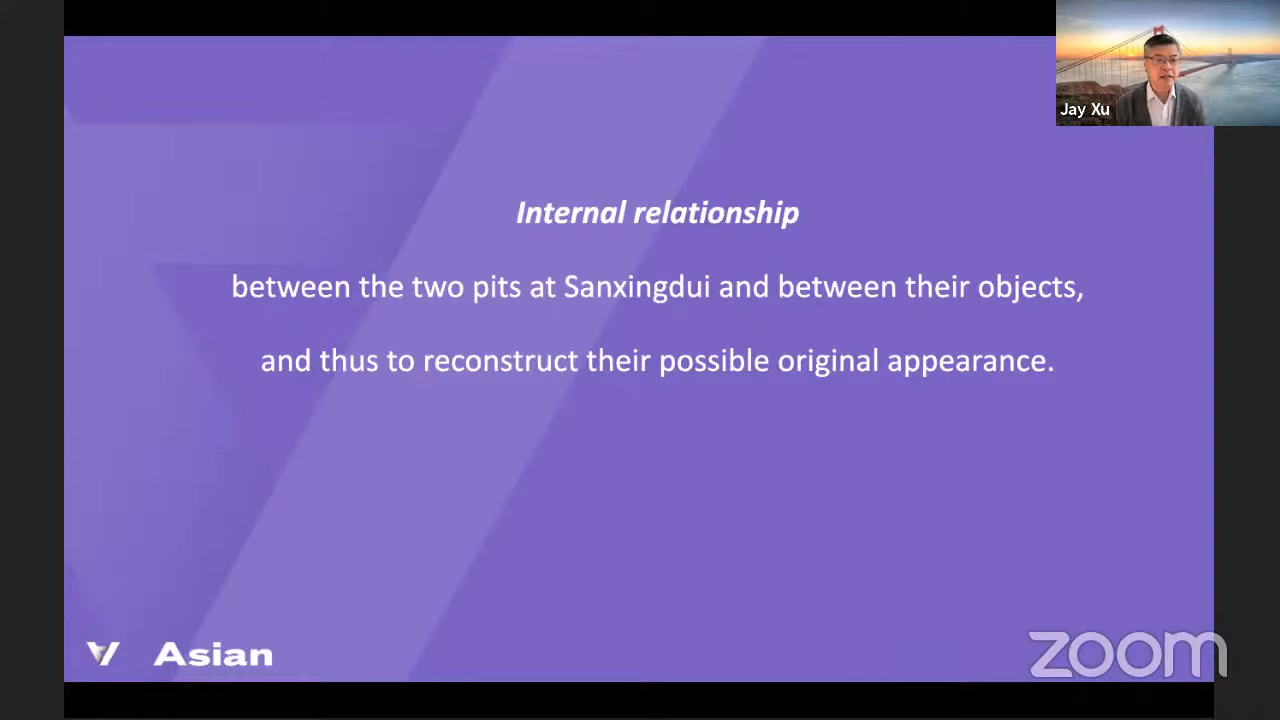 Jay Xu
Internal relationship
between the two pits at Sanxingdui and between their objects,
and thus to reconstruct their possible original appearance.
Asian
zoom